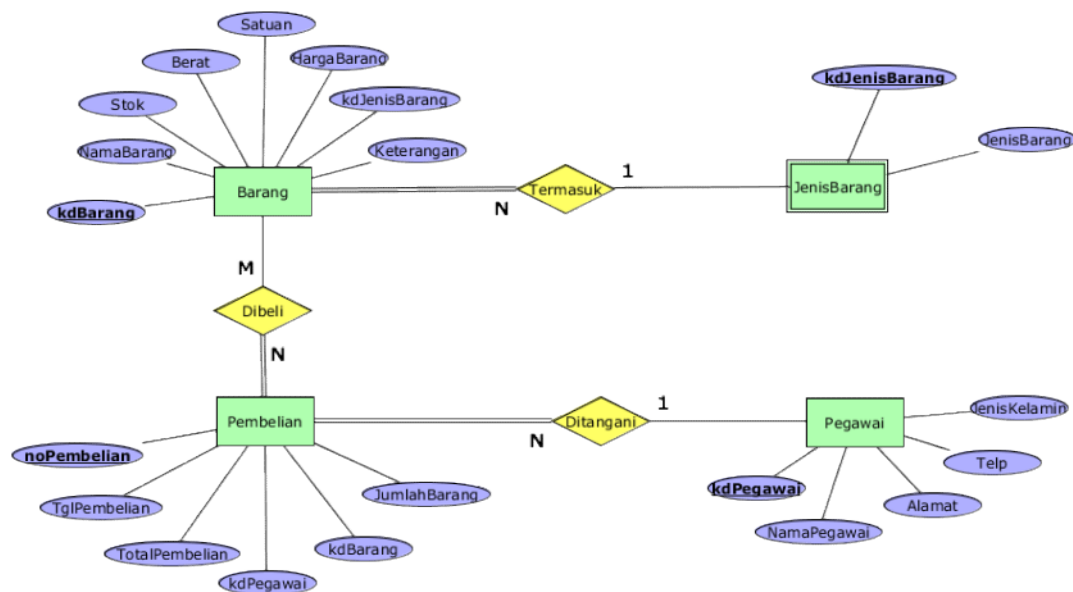 Satuan
Berat
HargaBarang
kdJenisBarang
Stok
kdJenisBarang
NamaBarang
Keterangan
JenisBarang
Barang
Termasuk
1
JenisBarang
N
kdBarang
M
Dibeli
N
Pembelian
Ditangani
1
N
Pegawai
JenisKelamin
noPembelian
Telp
kdPegawai
JumlahBarang
TglPembelian
Alamat
NamaPegawai
TotalPembelian
kdBarang
kdPegawai